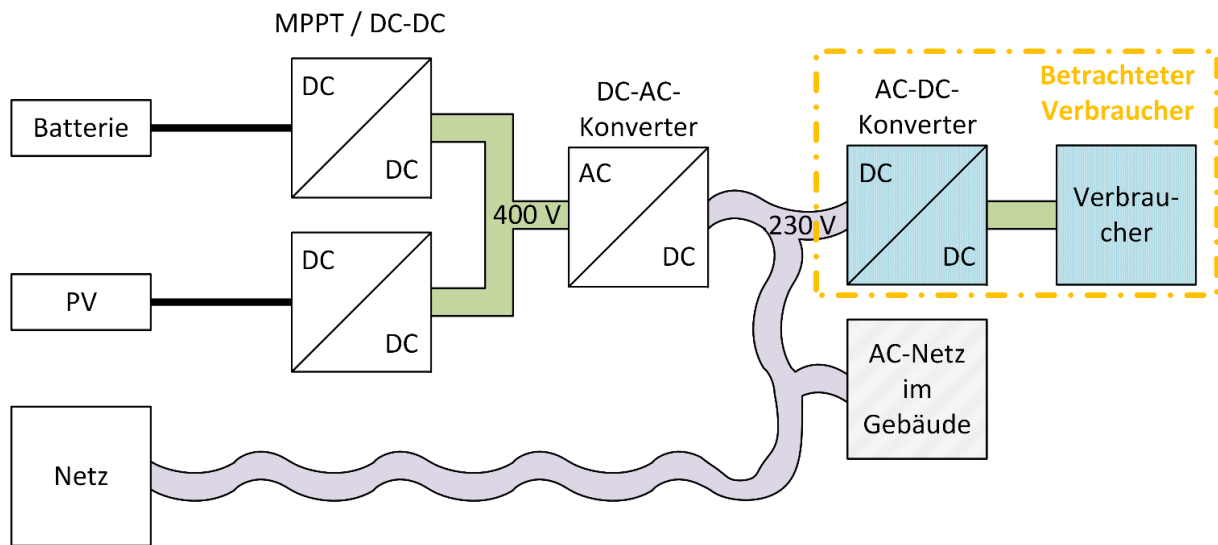 MPPT / DC-DC
DC
DC
Batterie
DC
DC
PV
400 V
DC-AC-
Konverter
AC
DC
230 V
AC-DC-
Konverter
DC
DC
Betrachteter
Verbraucher
Verbrau-
cher
AC-Netz
im
Gebäude
Netz